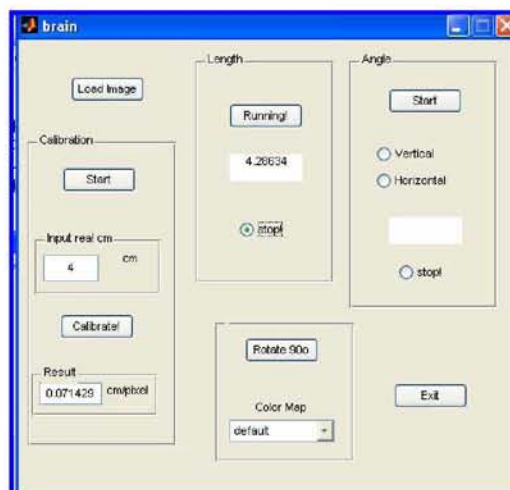 brain
Load Image
Calibration
Start
Input real cm
4 cm
Calibrate!
Result
0.071429 cm/pixel
Length
Running!
4.28634
stop!
Rotate 90o
Color Map
default
Angle
Start
Vertical
Horizontal
stop!
Exit